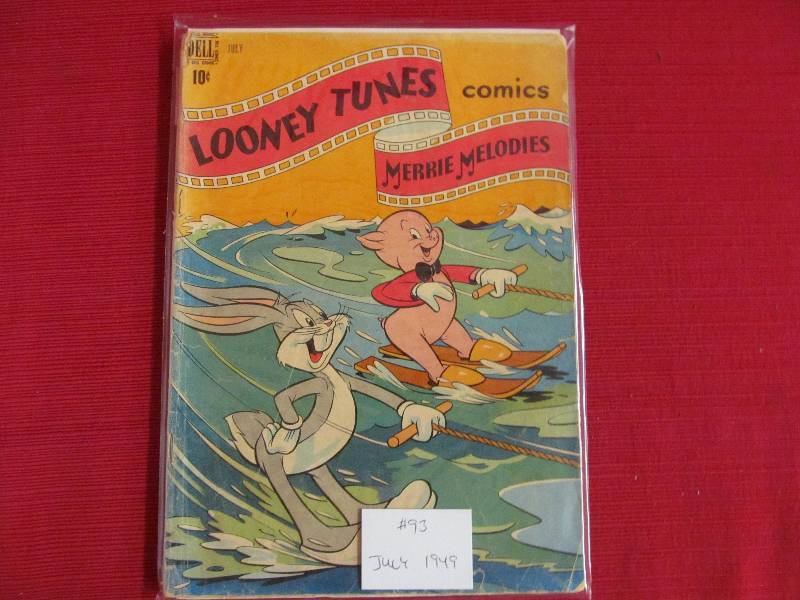 DELL
JULY
10¢
LOONEY TUNES
comics
MERRIE MELODIES
#93
JULY 1949